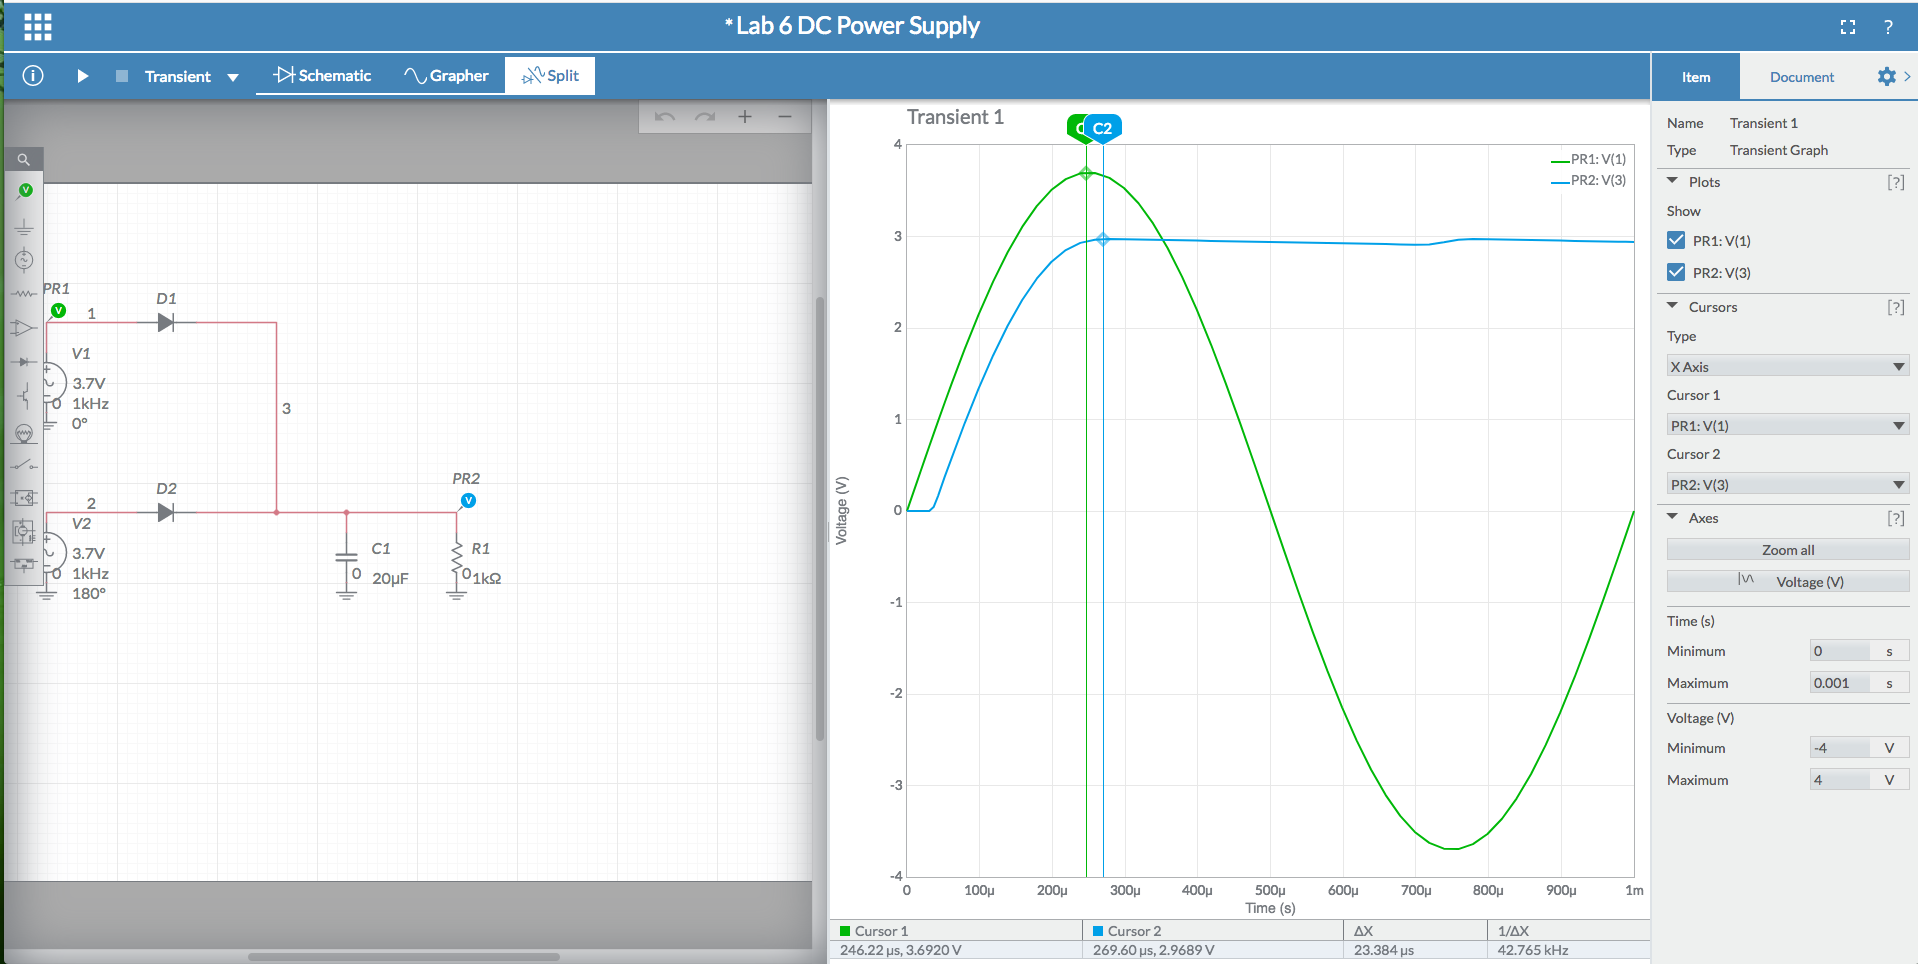 *Lab 6 DC Power Supply
?
Transient
Schematic
Grapher
Split
Item
Document
PR1
V
1
D1
V1
3.7V
1kHz
0
0°
3
2
D2
V2
3.7V
1kHz
0
180°
PR2
V
C1
20µF
0
R1
1kΩ
0
V
Transient 1
C2
PR1: V(1)
PR2: V(3)
4
3
2
1
0
-1
-2
-3
-4
Voltage (V)
0
100µ
200µ
300µ
400µ
500µ
600µ
700µ
800µ
900µ
1m
Time (s)
Cursor 1
Cursor 2
ΔX
1/ΔX
246.22 µs, 3.6920 V
269.60 µs, 2.9689 V
23.384 µs
42.765 kHz
Name Transient 1
Type Transient Graph
Plots [?]
Show
PR1: V(1)
PR2: V(3)
Cursors [?]
Type
X Axis
Cursor 1
PR1: V(1)
Cursor 2
PR2: V(3)
Axes [?]
Zoom all
Voltage (V)
Time (s)
Minimum 0 s
Maximum 0.001 s
Voltage (V)
Minimum -4 V
Maximum 4 V